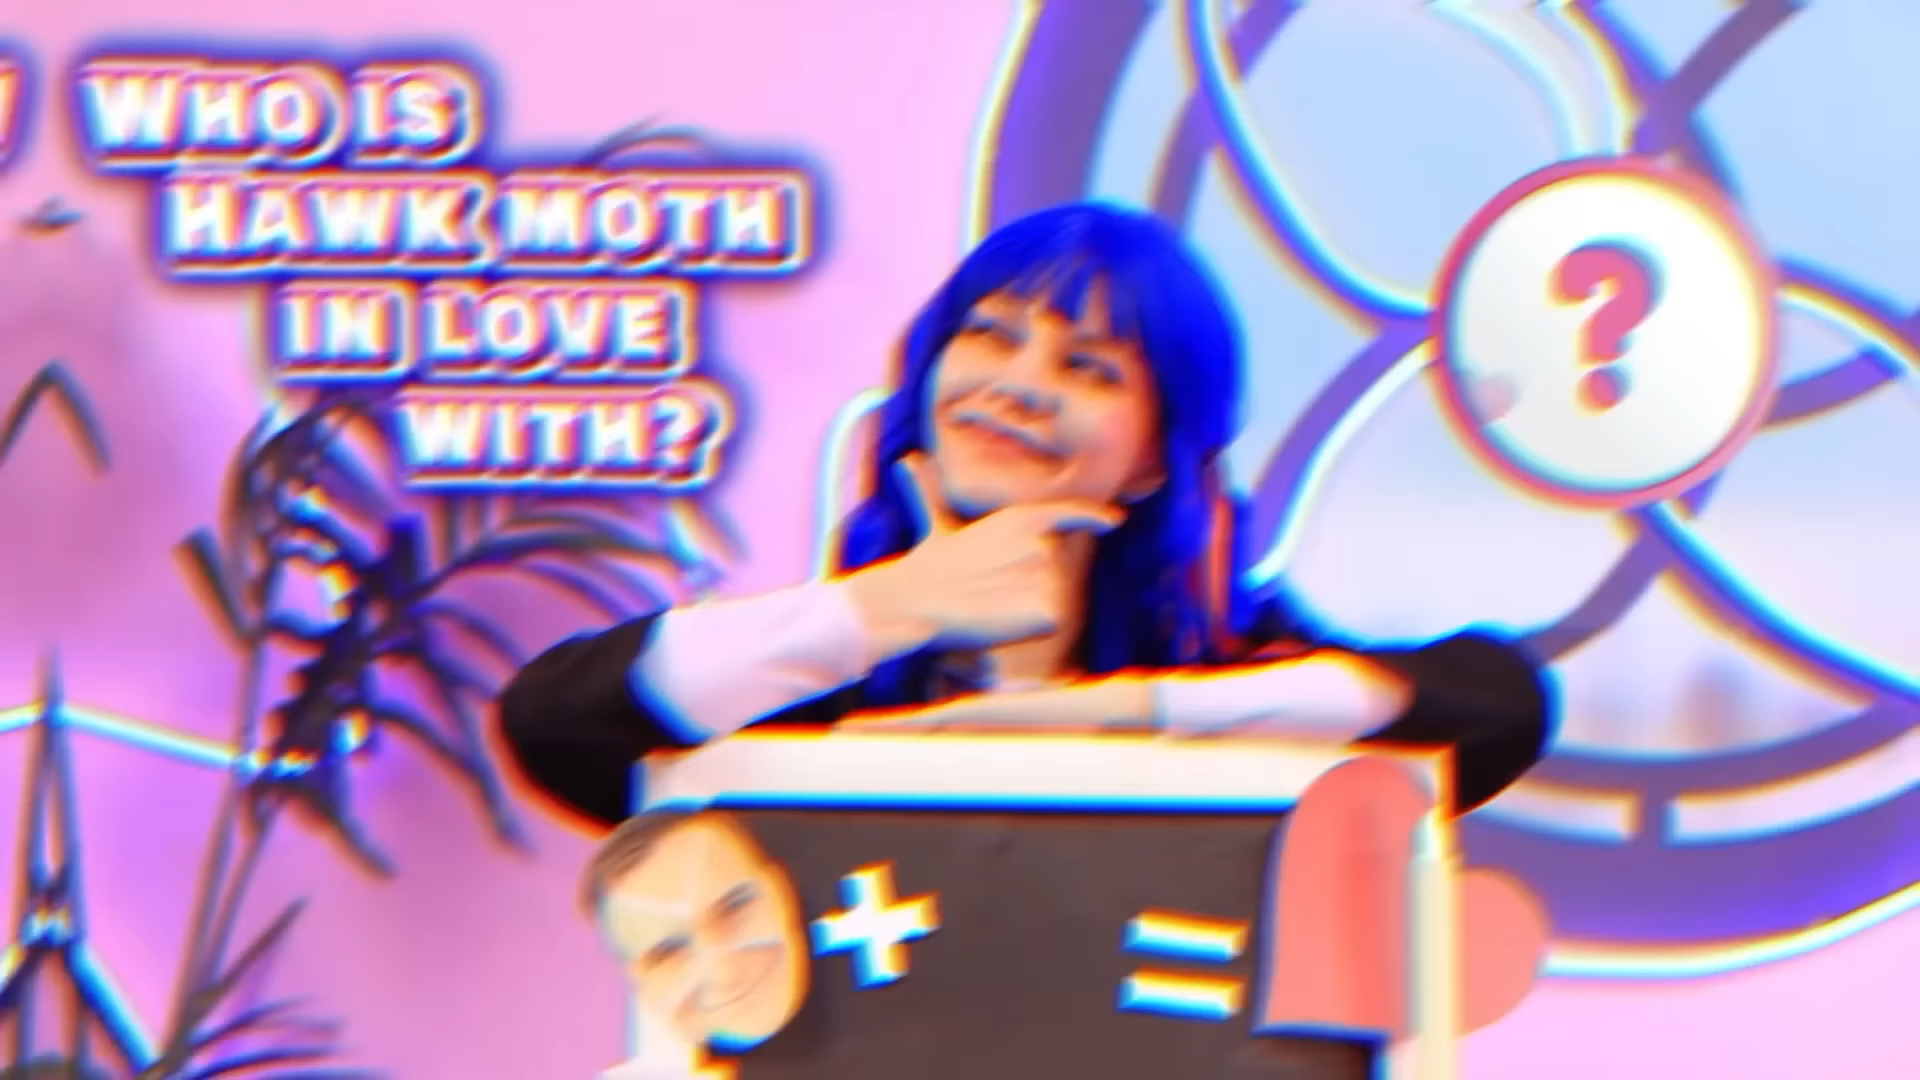 WHO IS
HAWK MOTH
IN LOVE
WITH?
?
+ =